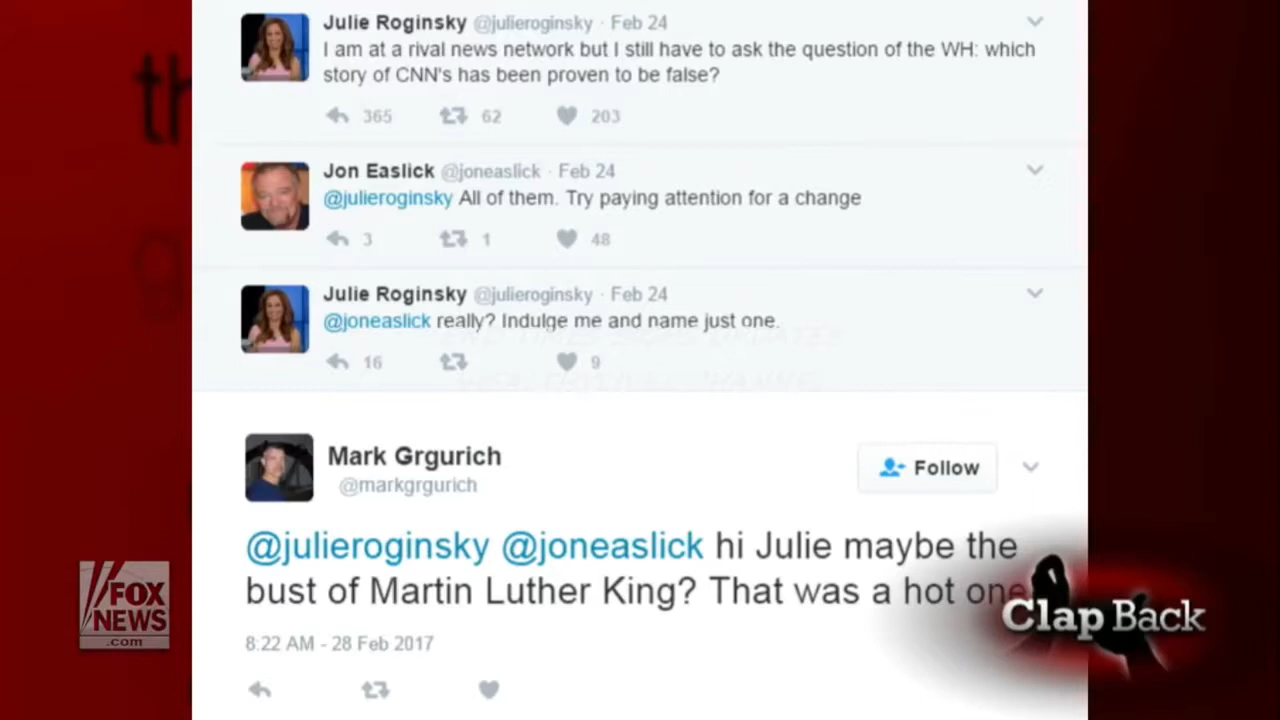 Julie Roginsky @julieroginsky · Feb 24
I am at a rival news network but I still have to ask the question of the WH: which
story of CNN's has been proven to be false?
365 62 203
Jon Easlick @joneaslick · Feb 24
@julieroginsky All of them. Try paying attention for a change
3 1 48
Julie Roginsky @julieroginsky · Feb 24
@joneaslick really? Indulge me and name just one.
16 9
Mark Grgurich
@markgrgurich
Follow
@julieroginsky @joneaslick hi Julie maybe the
bust of Martin Luther King? That was a hot one
8:22 AM - 28 Feb 2017
FOX
NEWS
.com
Clap Back